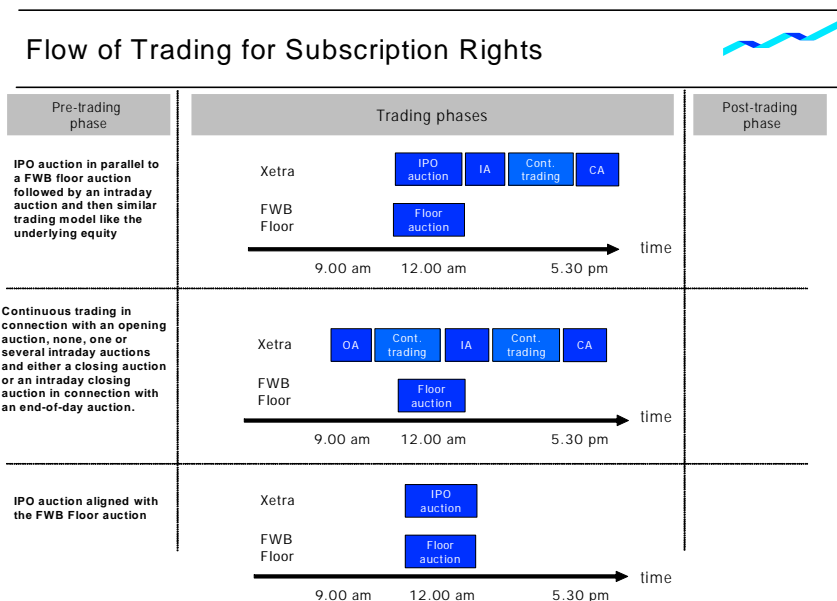 Flow of Trading for Subscription Rights
Pre-trading
phase
Trading phases
Post-trading
phase
IPO auction in parallel to
a FWB floor auction
followed by an intraday
auction and then similar
trading model like the
underlying equity
Xetra
IPO
auction
IA
Cont.
trading
CA
FWB
Floor
Floor
auction
time
9.00 am
12.00 am
5.30 pm
Continuous trading in
connection with an opening
auction, none, one or
several intraday auctions
and either a closing auction
or an intraday closing
auction in connection with
an end-of-day auction.
Xetra
OA
Cont.
trading
IA
Cont.
trading
CA
FWB
Floor
Floor
auction
time
9.00 am
12.00 am
5.30 pm
IPO auction aligned with
the FWB Floor auction
Xetra
IPO
auction
FWB
Floor
Floor
auction
time
9.00 am
12.00 am
5.30 pm